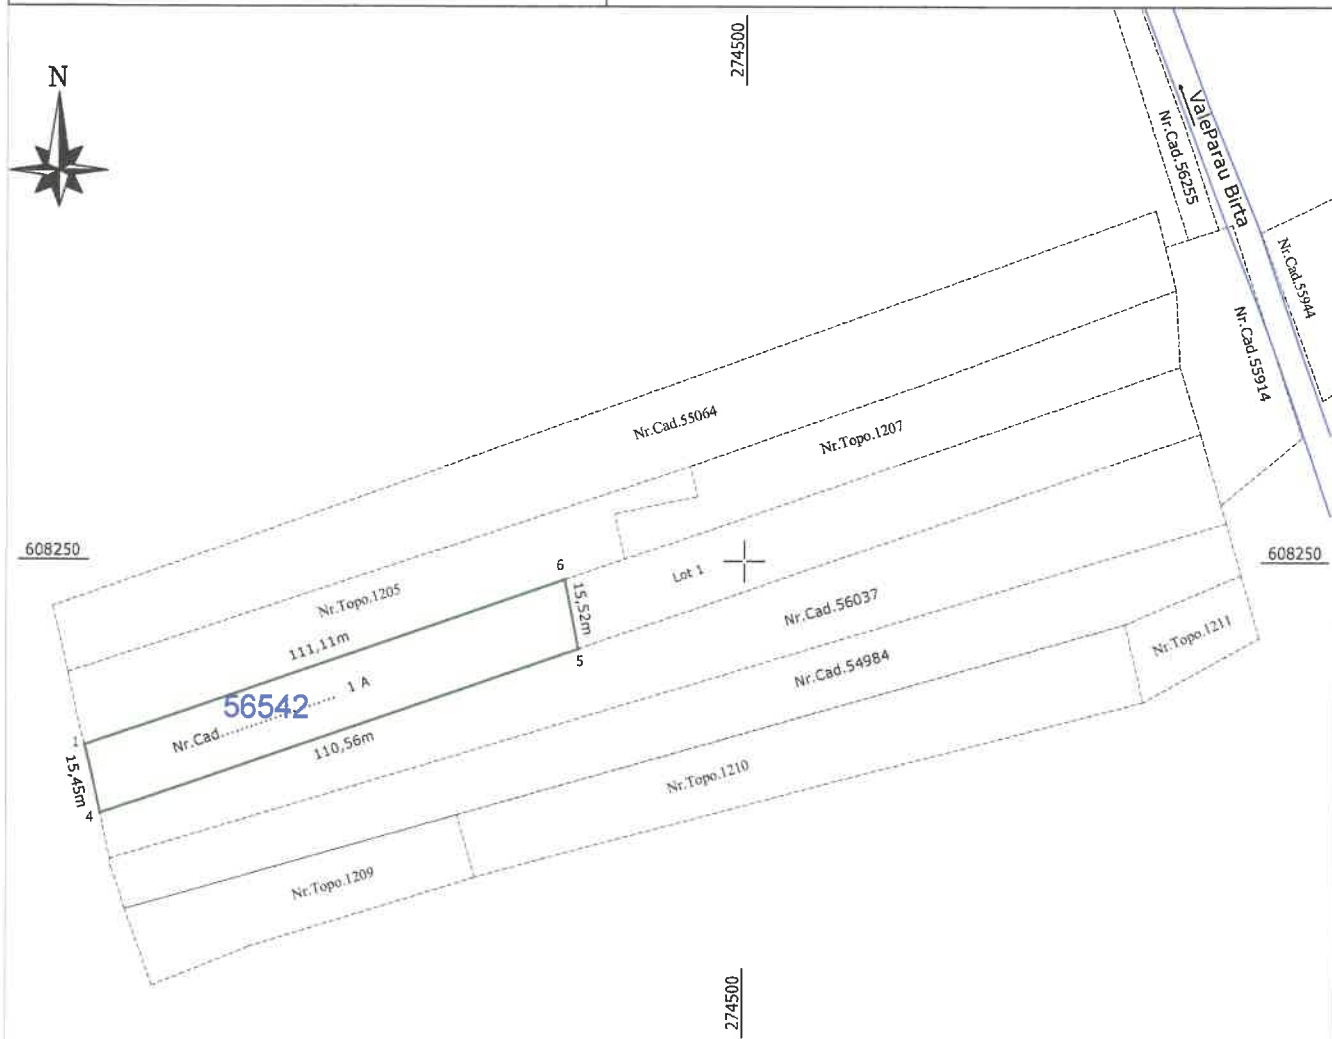 274500
N
ValeParau Birta
Nr.Cad.56255
Nr.Cad.55944
Nr.Cad.55914
Nr.Cad.55064
Nr.Topo.1207
608250
608250
6
Lot 1
15,52m
Nr.Topo.1205
Nr.Cad.56037
Nr.Topo.1211
111,11m
5
Nr.Cad.54984
1 A
56542
Nr.Cad....................
1
110,56m
15,45m
4
Nr.Topo.1210
Nr.Topo.1209
274500